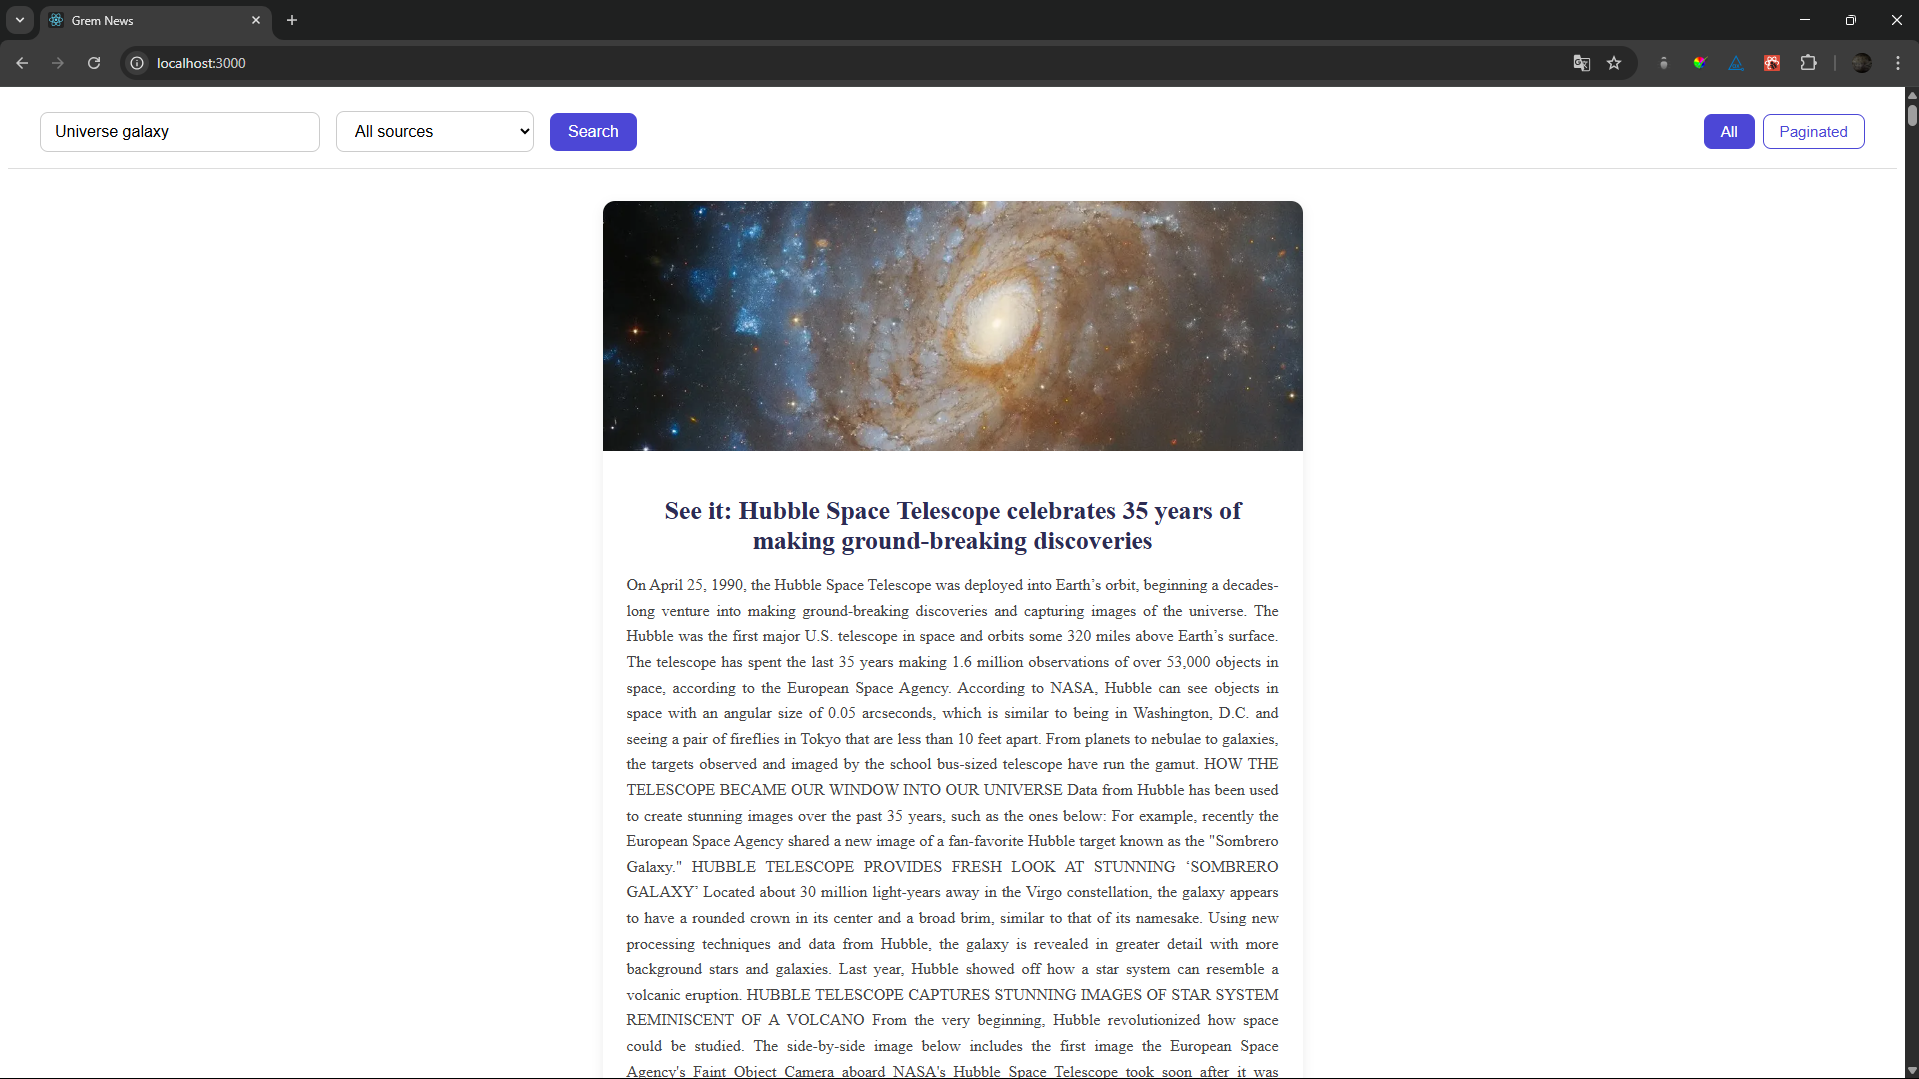 Grem News
localhost:3000
Universe galaxy
All sources
Search
All
Paginated
See it: Hubble Space Telescope celebrates 35 years of
making ground-breaking discoveries
On April 25, 1990, the Hubble Space Telescope was deployed into Earth’s orbit, beginning a decades-
long venture into making ground-breaking discoveries and capturing images of the universe. The
Hubble was the first major U.S. telescope in space and orbits some 320 miles above Earth’s surface.
The telescope has spent the last 35 years making 1.6 million observations of over 53,000 objects in
space, according to the European Space Agency. According to NASA, Hubble can see objects in
space with an angular size of 0.05 arcseconds, which is similar to being in Washington, D.C. and
seeing a pair of fireflies in Tokyo that are less than 10 feet apart. From planets to nebulae to galaxies,
the targets observed and imaged by the school bus-sized telescope have run the gamut. HOW THE
TELESCOPE BECAME OUR WINDOW INTO OUR UNIVERSE Data from Hubble has been used
to create stunning images over the past 35 years, such as the ones below: For example, recently the
European Space Agency shared a new image of a fan-favorite Hubble target known as the "Sombrero
Galaxy." HUBBLE TELESCOPE PROVIDES FRESH LOOK AT STUNNING ‘SOMBRERO
GALAXY’ Located about 30 million light-years away in the Virgo constellation, the galaxy appears
to have a rounded crown in its center and a broad brim, similar to that of its namesake. Using new
processing techniques and data from Hubble, the galaxy is revealed in greater detail with more
background stars and galaxies. Last year, Hubble showed off how a star system can resemble a
volcanic eruption. HUBBLE TELESCOPE CAPTURES STUNNING IMAGES OF STAR SYSTEM
REMINISCENT OF A VOLCANO From the very beginning, Hubble revolutionized how space
could be studied. The side-by-side image below includes the first image the European Space
Agency's Faint Object Camera aboard NASA's Hubble Space Telescope took soon after it was